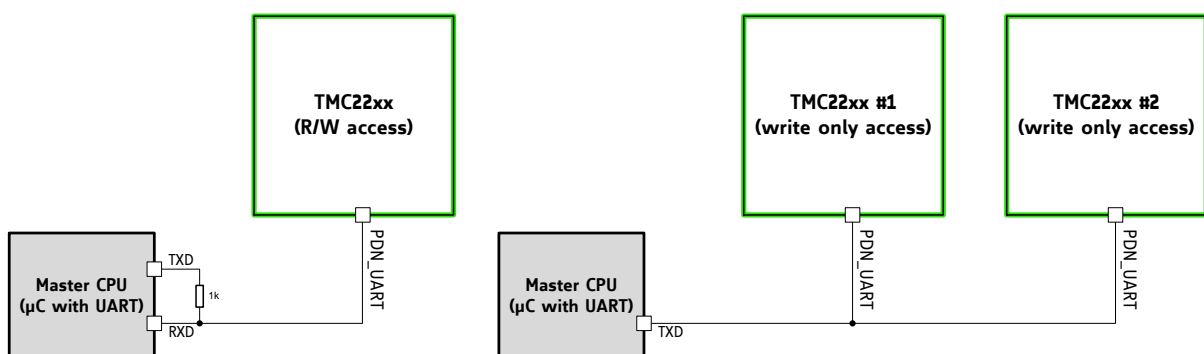 TMC22xx
(R/W access)
PDN_UART
Master CPU
(µC with UART)
TXD
1k
RXD
TMC22xx #1
(write only access)
PDN_UART
TMC22xx #2
(write only access)
PDN_UART
Master CPU
(µC with UART)
TXD